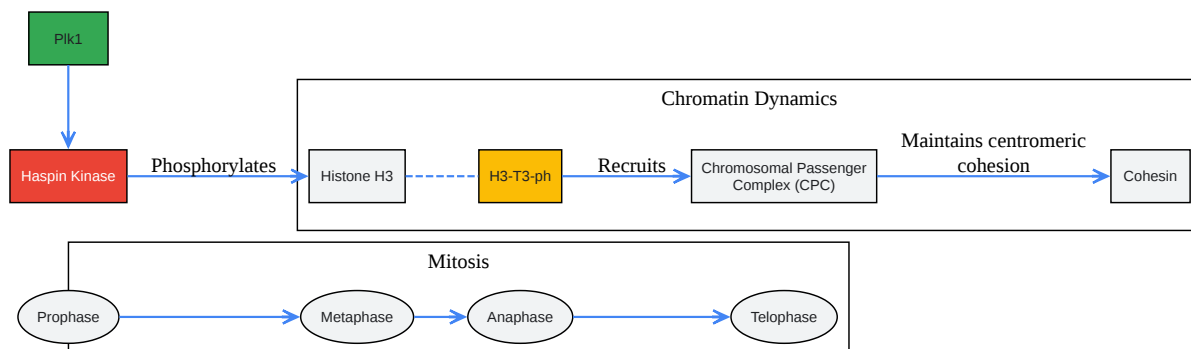 Plk1
Chromatin Dynamics
Haspin Kinase
Phosphorylates
Histone H3
H3-T3-ph
Recruits
Chromosomal Passenger
Complex (CPC)
Maintains centromeric
cohesion
Cohesin
Mitosis
Prophase
Metaphase
Anaphase
Telophase